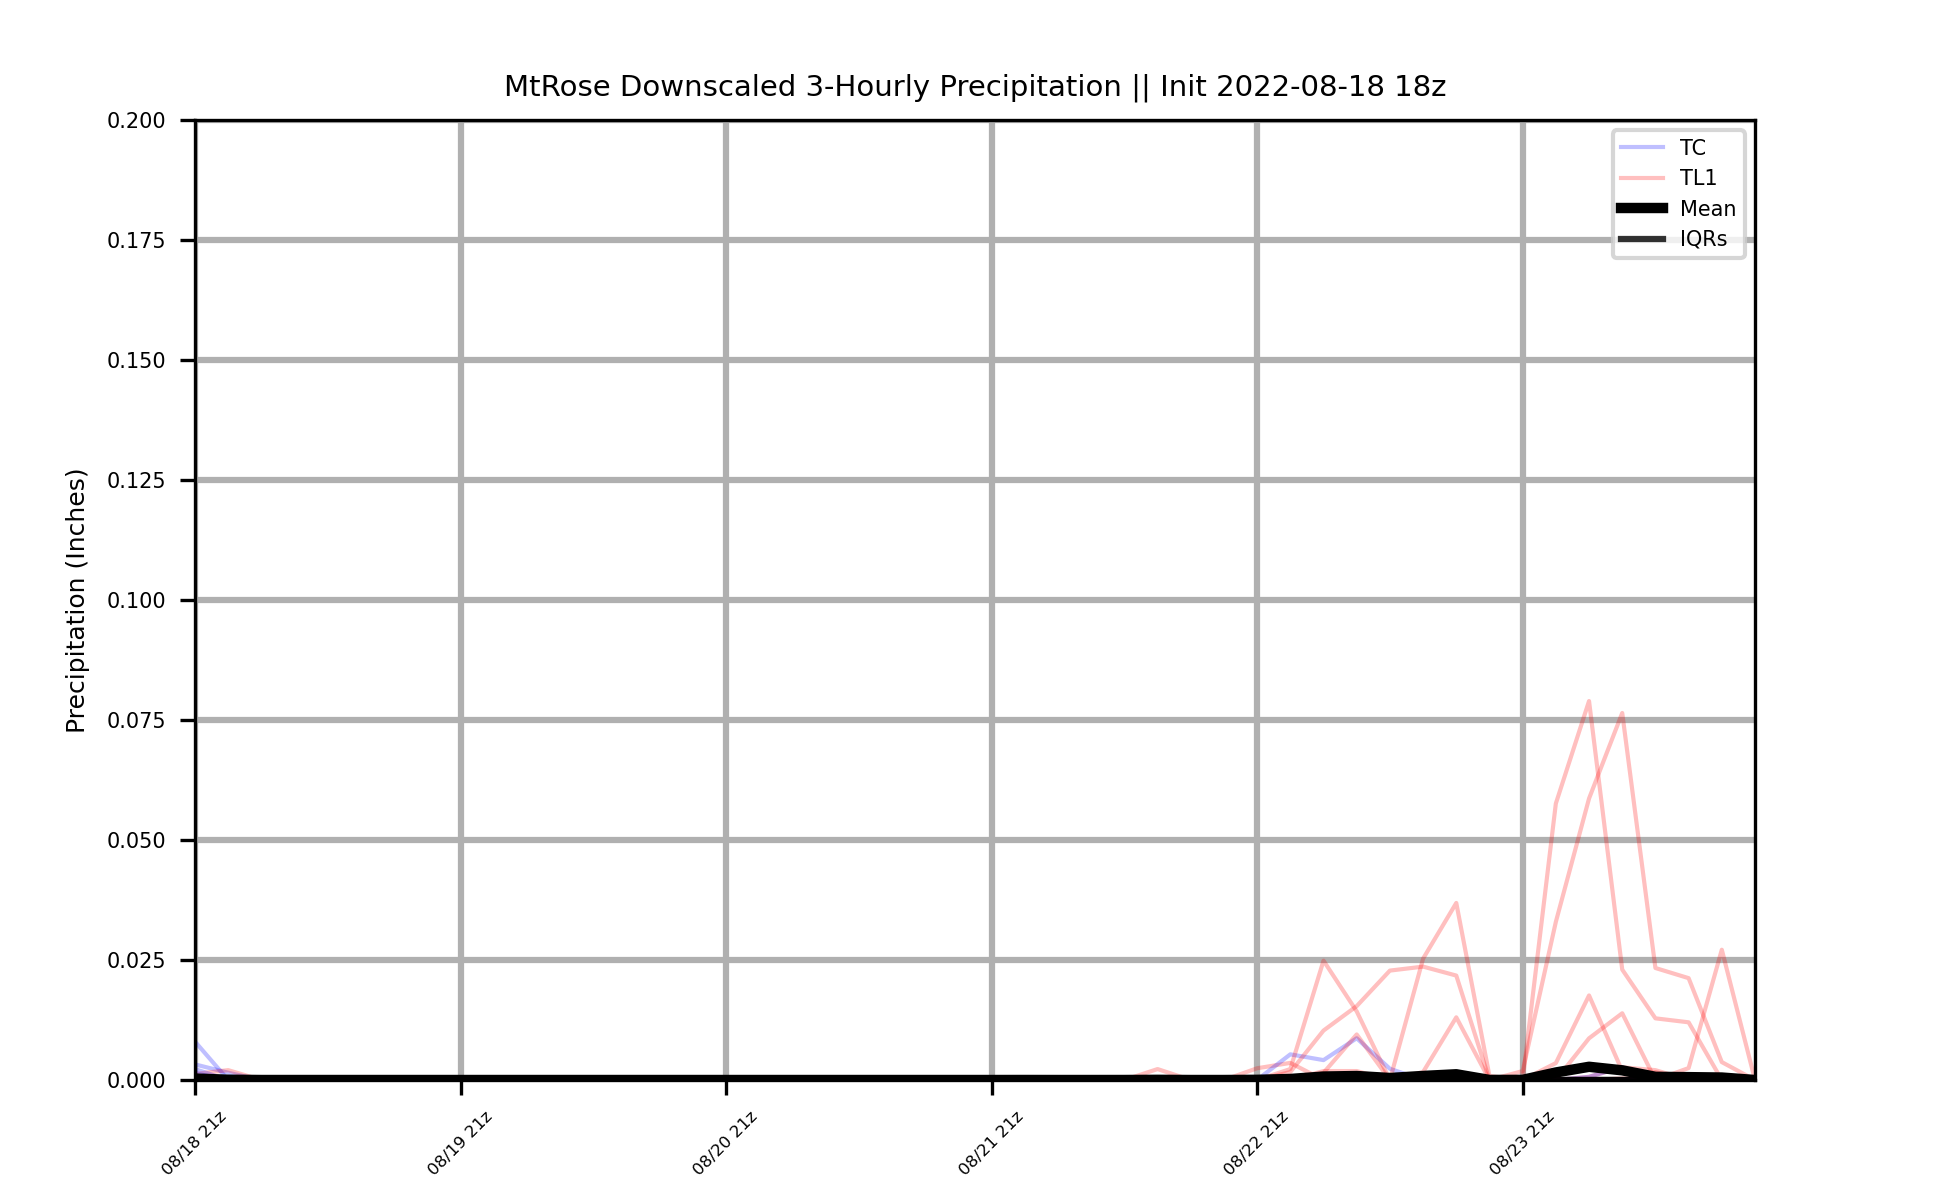 MtRose Downscaled 3-Hourly Precipitation || Init 2022-08-18 18z
TC
TL1
Mean
IQRs
Precipitation (Inches)
0.200
0.175
0.150
0.125
0.100
0.075
0.050
0.025
0.000
08/18 21z
08/19 21z
08/20 21z
08/21 21z
08/22 21z
08/23 21z